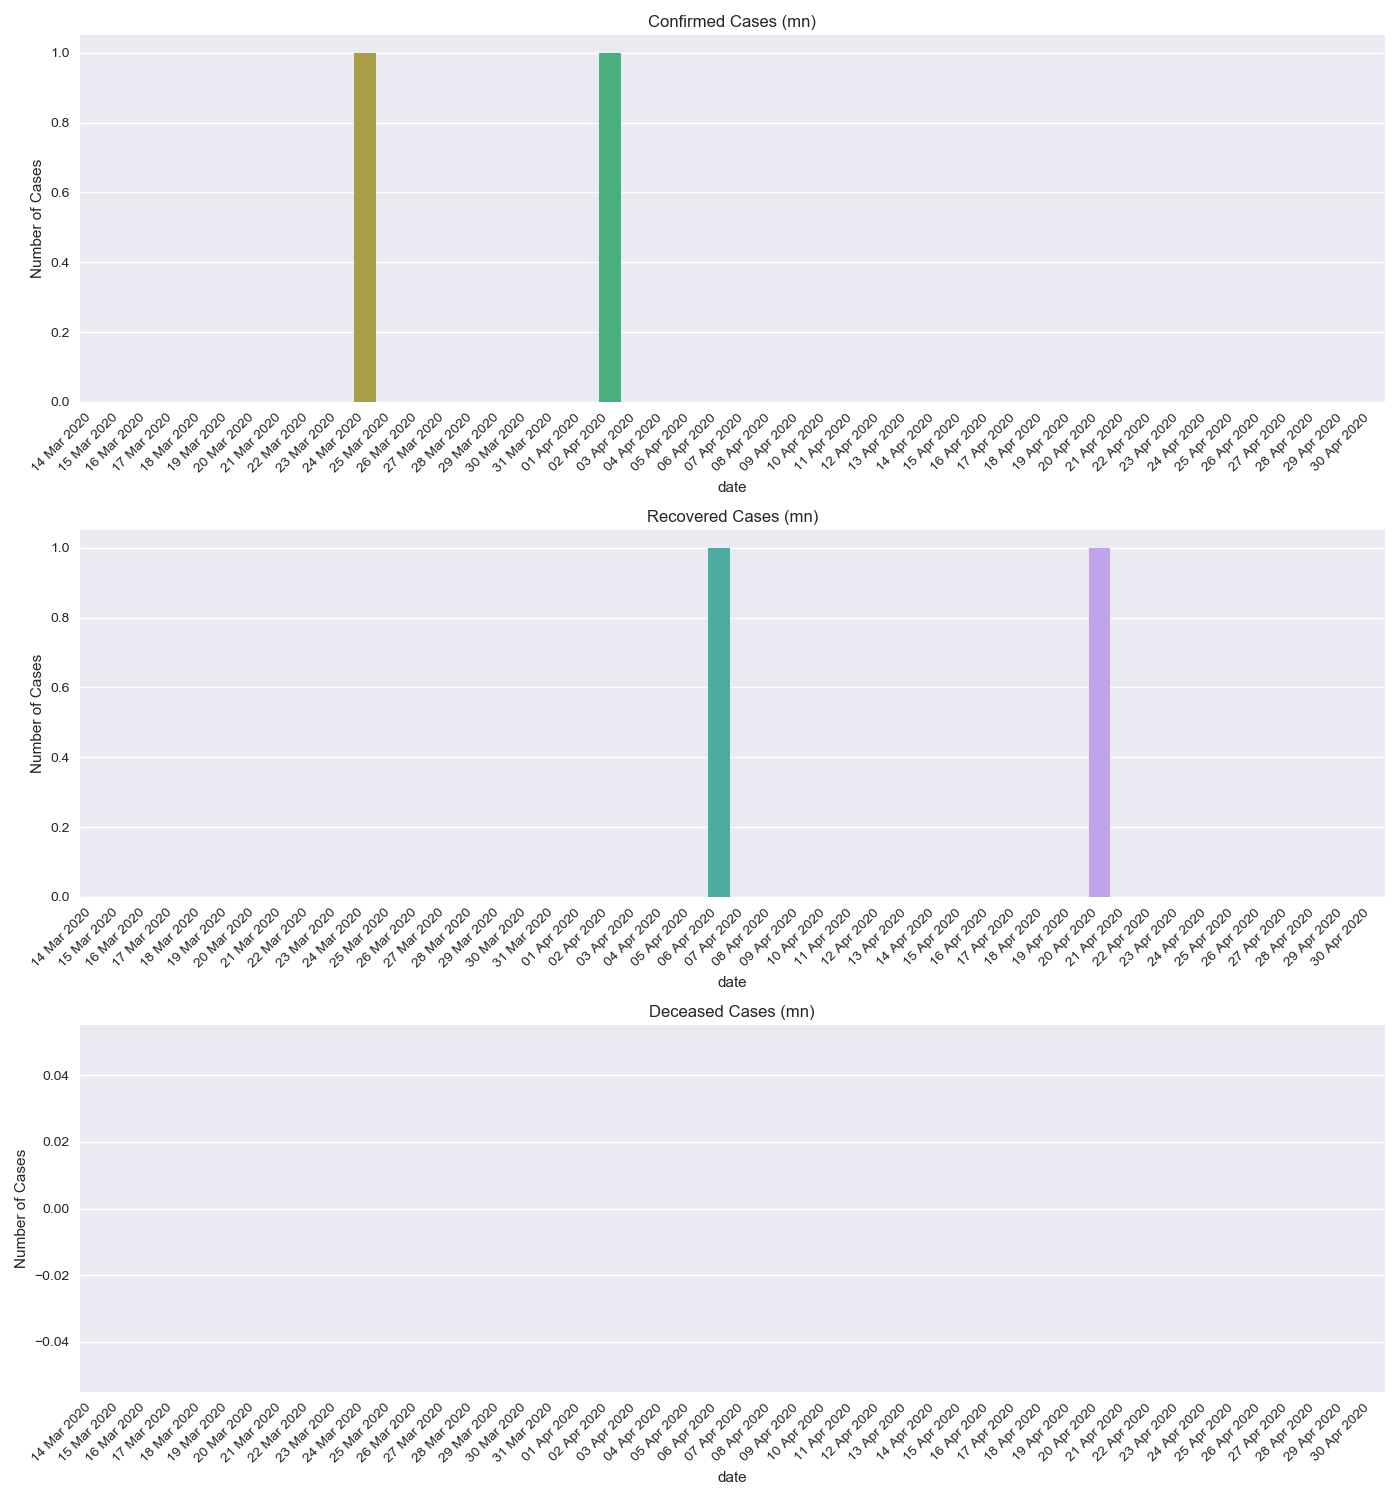 Confirmed Cases (mn)
1.0
0.8
0.6
0.4
0.2
0.0
Number of Cases
14 Mar 2020
15 Mar 2020
16 Mar 2020
17 Mar 2020
18 Mar 2020
19 Mar 2020
20 Mar 2020
21 Mar 2020
22 Mar 2020
23 Mar 2020
24 Mar 2020
25 Mar 2020
26 Mar 2020
27 Mar 2020
28 Mar 2020
29 Mar 2020
30 Mar 2020
31 Mar 2020
01 Apr 2020
02 Apr 2020
03 Apr 2020
04 Apr 2020
05 Apr 2020
06 Apr 2020
07 Apr 2020
08 Apr 2020
09 Apr 2020
10 Apr 2020
11 Apr 2020
12 Apr 2020
13 Apr 2020
14 Apr 2020
15 Apr 2020
16 Apr 2020
17 Apr 2020
18 Apr 2020
19 Apr 2020
20 Apr 2020
21 Apr 2020
22 Apr 2020
23 Apr 2020
24 Apr 2020
25 Apr 2020
26 Apr 2020
27 Apr 2020
28 Apr 2020
29 Apr 2020
30 Apr 2020
date
Recovered Cases (mn)
1.0
0.8
0.6
0.4
0.2
0.0
Number of Cases
14 Mar 2020
15 Mar 2020
16 Mar 2020
17 Mar 2020
18 Mar 2020
19 Mar 2020
20 Mar 2020
21 Mar 2020
22 Mar 2020
23 Mar 2020
24 Mar 2020
25 Mar 2020
26 Mar 2020
27 Mar 2020
28 Mar 2020
29 Mar 2020
30 Mar 2020
31 Mar 2020
01 Apr 2020
02 Apr 2020
03 Apr 2020
04 Apr 2020
05 Apr 2020
06 Apr 2020
07 Apr 2020
08 Apr 2020
09 Apr 2020
10 Apr 2020
11 Apr 2020
12 Apr 2020
13 Apr 2020
14 Apr 2020
15 Apr 2020
16 Apr 2020
17 Apr 2020
18 Apr 2020
19 Apr 2020
20 Apr 2020
21 Apr 2020
22 Apr 2020
23 Apr 2020
24 Apr 2020
25 Apr 2020
26 Apr 2020
27 Apr 2020
28 Apr 2020
29 Apr 2020
30 Apr 2020
date
Deceased Cases (mn)
0.04
0.02
0.00
−0.02
−0.04
Number of Cases
14 Mar 2020
15 Mar 2020
16 Mar 2020
17 Mar 2020
18 Mar 2020
19 Mar 2020
20 Mar 2020
21 Mar 2020
22 Mar 2020
23 Mar 2020
24 Mar 2020
25 Mar 2020
26 Mar 2020
27 Mar 2020
28 Mar 2020
29 Mar 2020
30 Mar 2020
31 Mar 2020
01 Apr 2020
02 Apr 2020
03 Apr 2020
04 Apr 2020
05 Apr 2020
06 Apr 2020
07 Apr 2020
08 Apr 2020
09 Apr 2020
10 Apr 2020
11 Apr 2020
12 Apr 2020
13 Apr 2020
14 Apr 2020
15 Apr 2020
16 Apr 2020
17 Apr 2020
18 Apr 2020
19 Apr 2020
20 Apr 2020
21 Apr 2020
22 Apr 2020
23 Apr 2020
24 Apr 2020
25 Apr 2020
26 Apr 2020
27 Apr 2020
28 Apr 2020
29 Apr 2020
30 Apr 2020
date